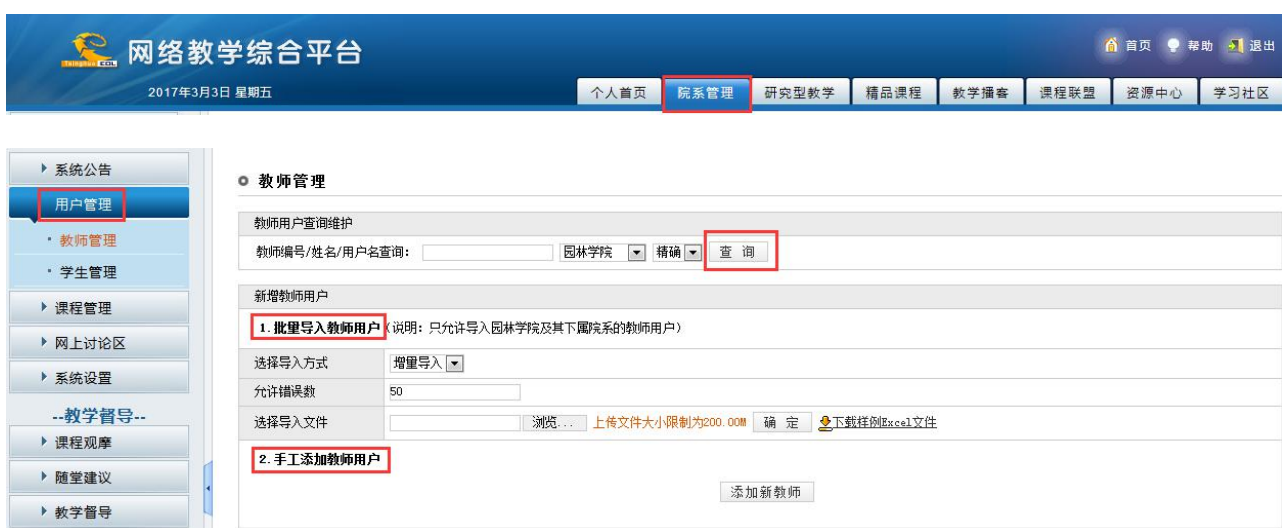 网络教学综合平台
首页 帮助 退出
2017年3月3日 星期五
个人首页 院系管理 研究型教学 精品课程 教学播客 课程联盟 资源中心 学习社区
系统公告
用户管理
教师管理
学生管理
课程管理
网上讨论区
系统设置
--教学督导--
课程观摩
随堂建议
教学督导
教师管理
教师用户查询维护
教师编号/姓名/用户名查询: 园林学院 精确 查 询
新增教师用户
1.批量导入教师用户(说明: 只允许导入园林学院及其下属院系的教师用户)
选择导入方式 增量导入
允许错误数 50
选择导入文件 浏览... 上传文件大小限制为200.00M 确 定 下载样例Excel文件
2.手工添加教师用户
添加新教师